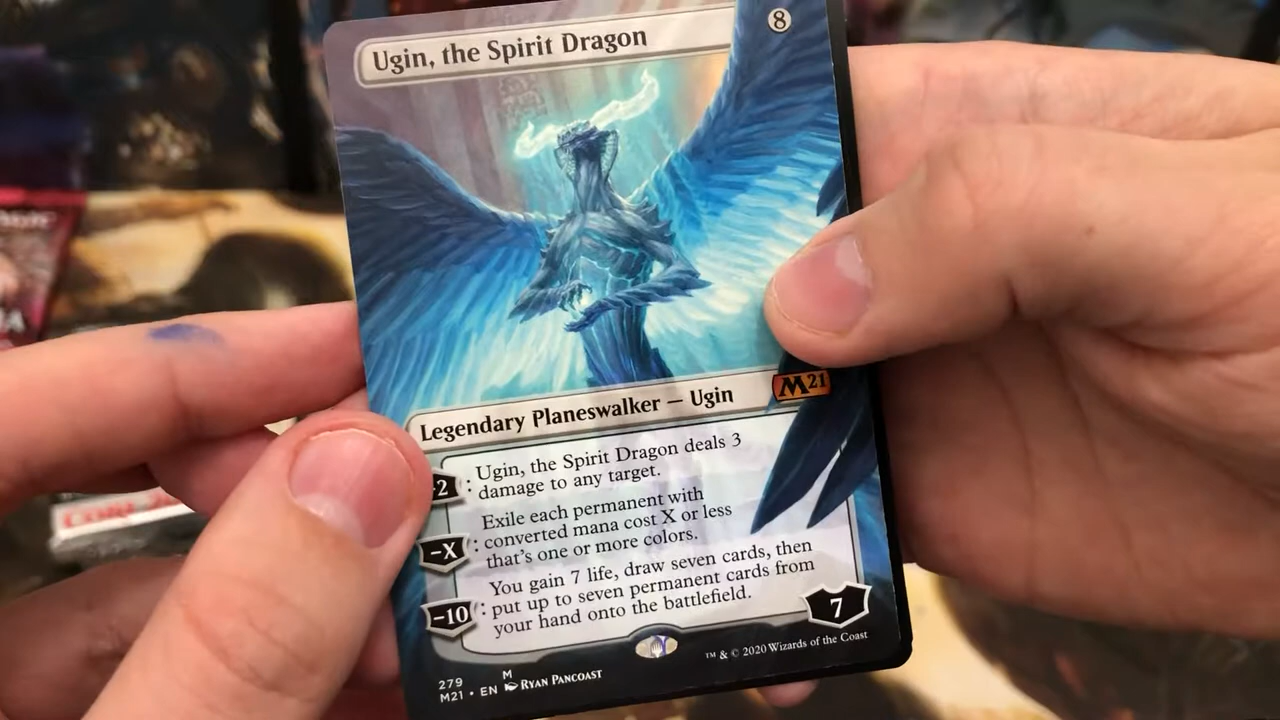 Ugin, the Spirit Dragon
8
Legendary Planeswalker — Ugin
M21
2 : Ugin, the Spirit Dragon deals 3
damage to any target.
Exile each permanent with
−X : converted mana cost X or less
that's one or more colors.
You gain 7 life, draw seven cards, then
−10 : put up to seven permanent cards from
your hand onto the battlefield.
7
279 M
M21 • EN Ryan Pancoast
™ & © 2020 Wizards of the Coast